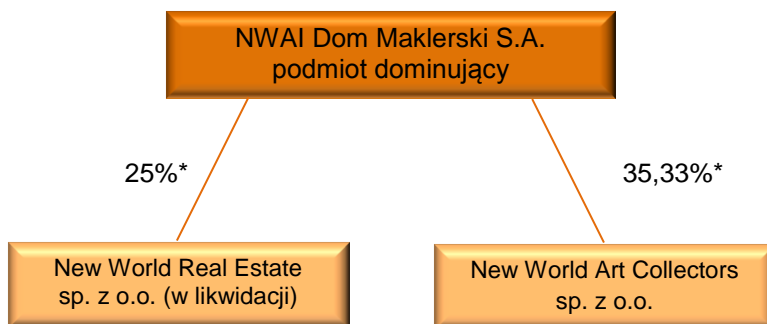 NWAI Dom Maklerski S.A.
podmiot dominujący
25%*
35,33%*
New World Real Estate
sp. z o.o. (w likwidacji)
New World Art Collectors
sp. z o.o.